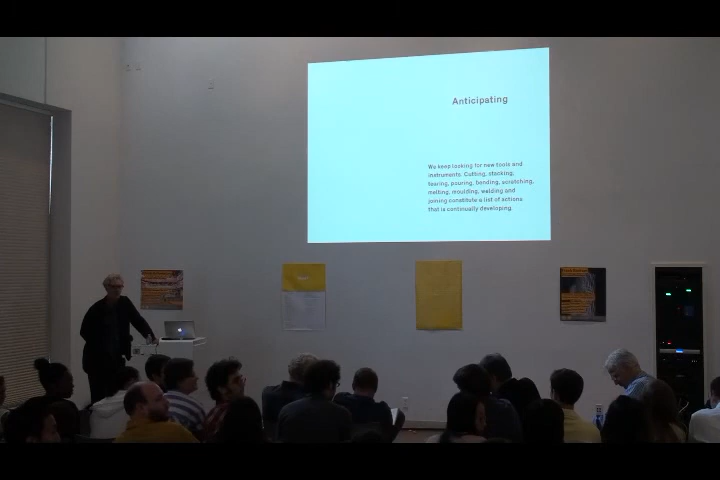 Anticipating
We keep looking for new tools and
instruments. Cutting, stacking,
tearing, pouring, bending, scratching,
melting, moulding, welding and
joining constitute a list of actions
that is continually developing.